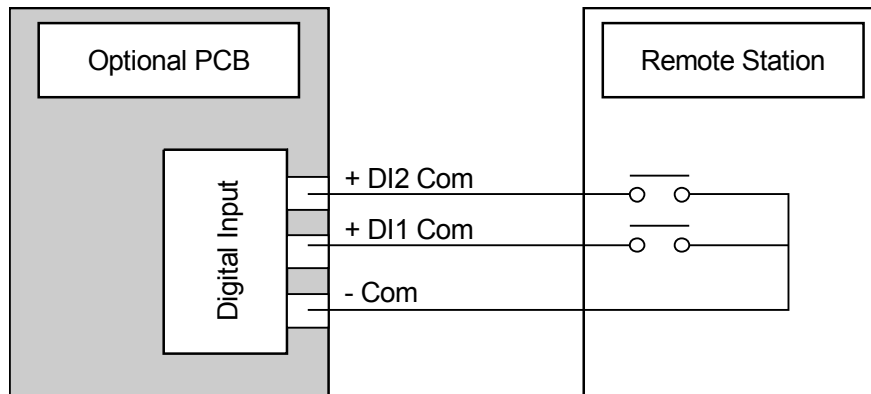 Optional PCB
Remote Station
Digital Input
+ DI2 Com
+ DI1 Com
- Com